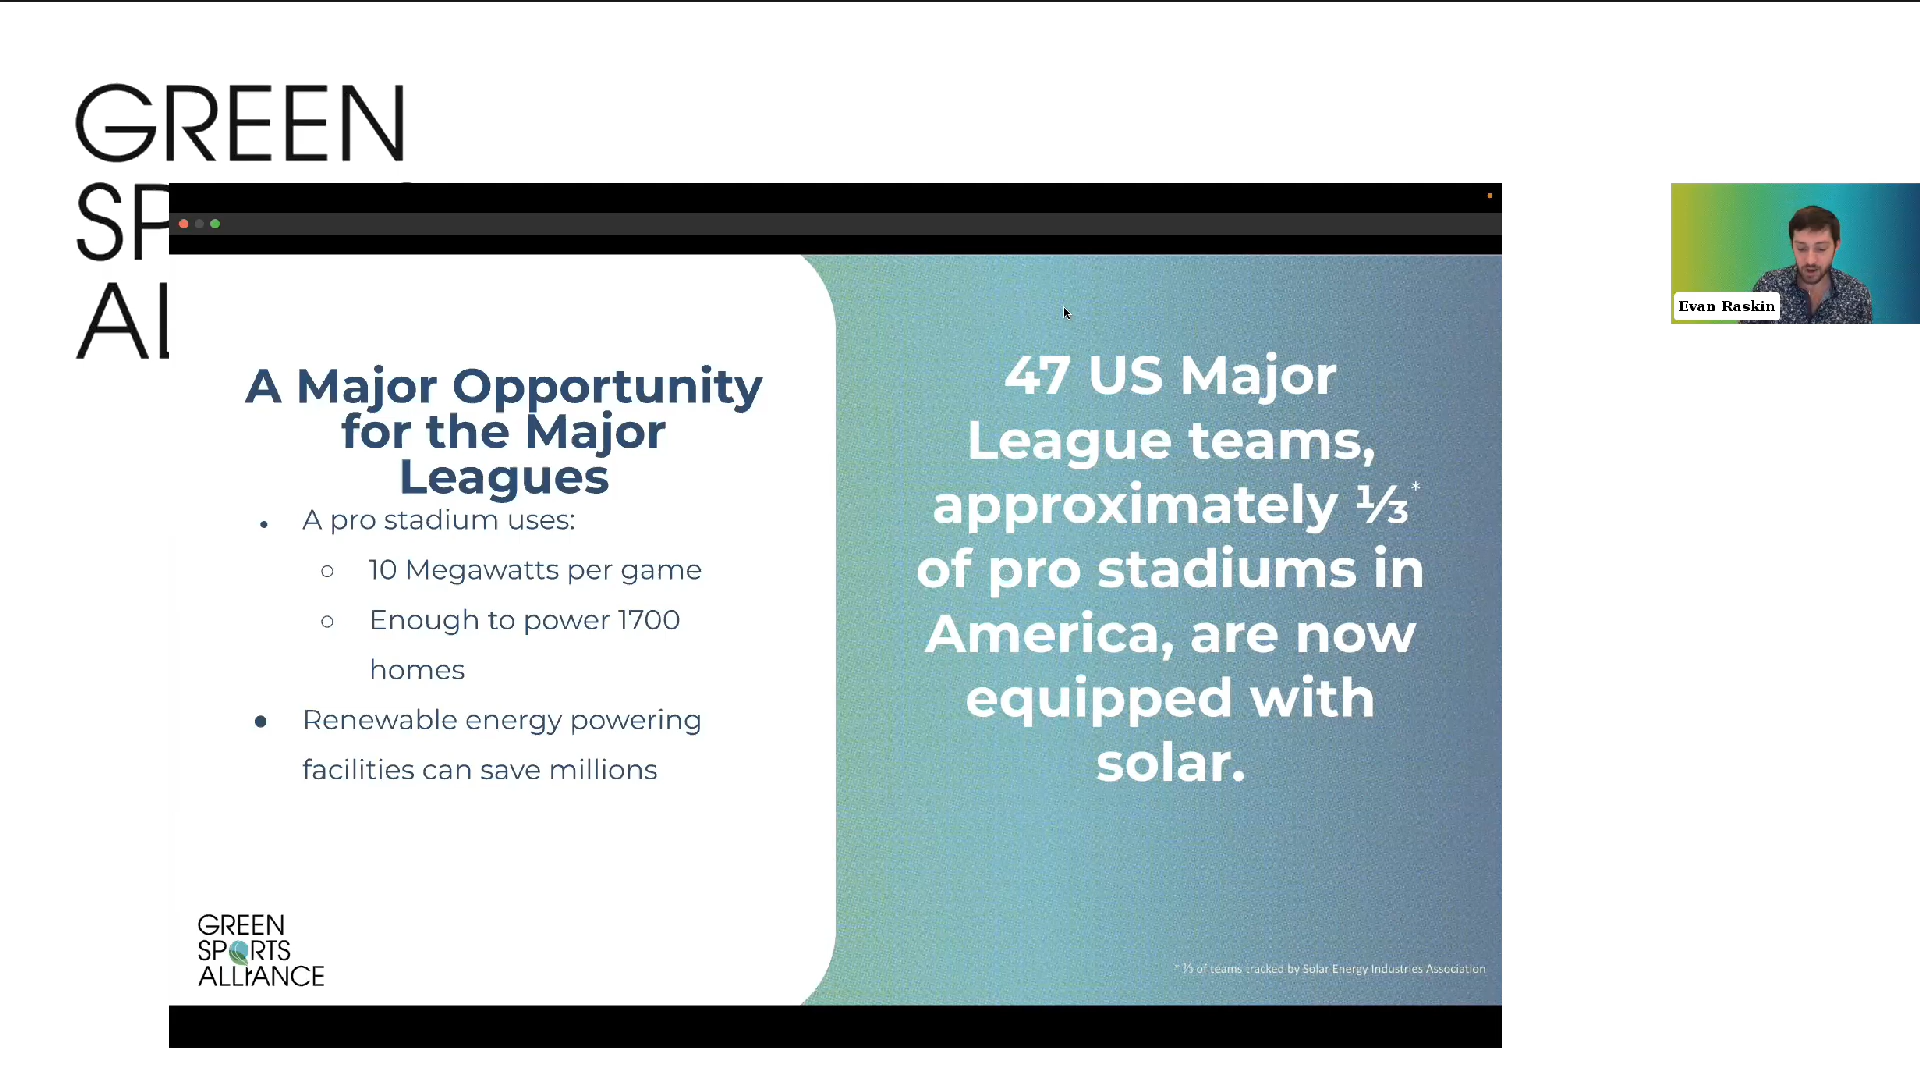 GREEN
SP
AL
A Major Opportunity
for the Major
Leagues
• A pro stadium uses:
○ 10 Megawatts per game
○ Enough to power 1700
homes
• Renewable energy powering
facilities can save millions
GREEN
SPORTS
ALLIANCE
47 US Major
League teams,
approximately ⅓*
of pro stadiums in
America, are now
equipped with
solar.
* ⅓ of teams tracked by Solar Energy Industries Association
Evan Raskin